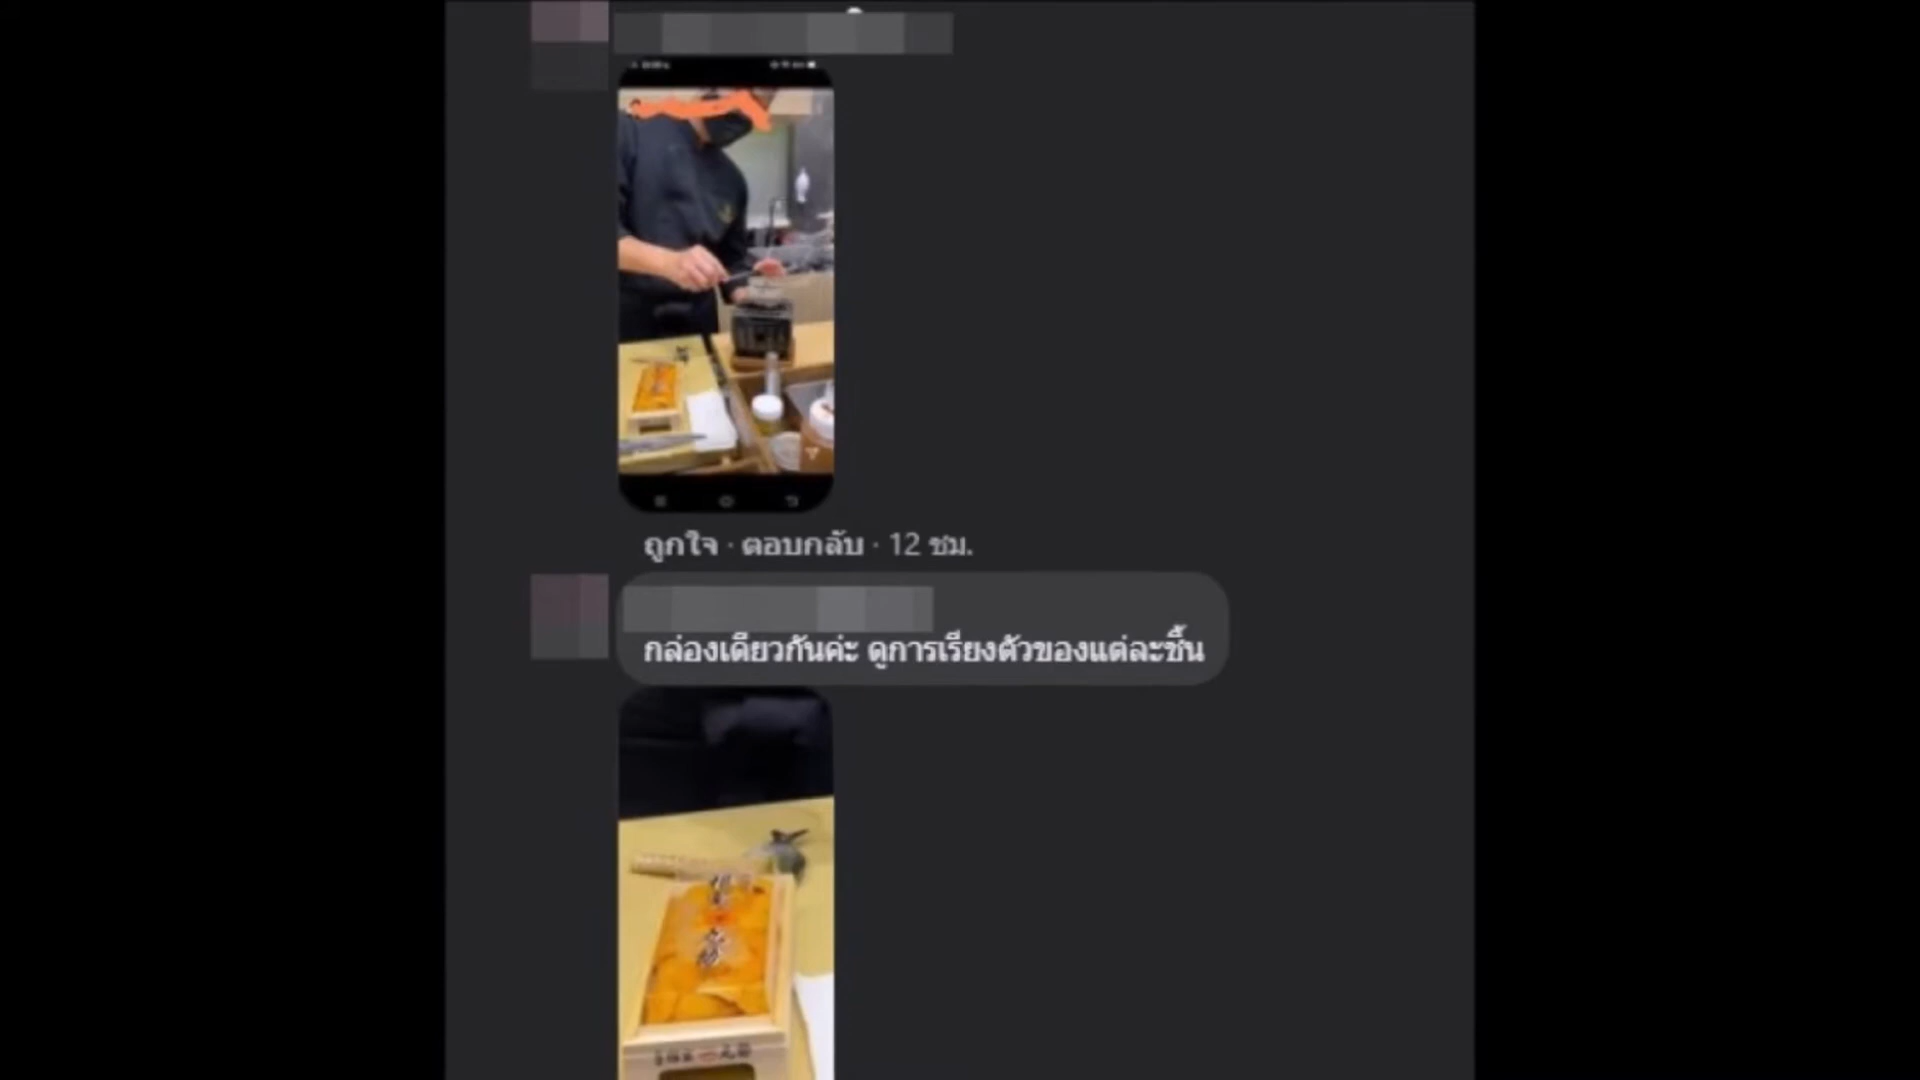 ถูกใจ · ตอบกลับ · 12 ชม.
กล่องเดียวกันค่ะ ดูการเรียงตัวของแต่ละชิ้น